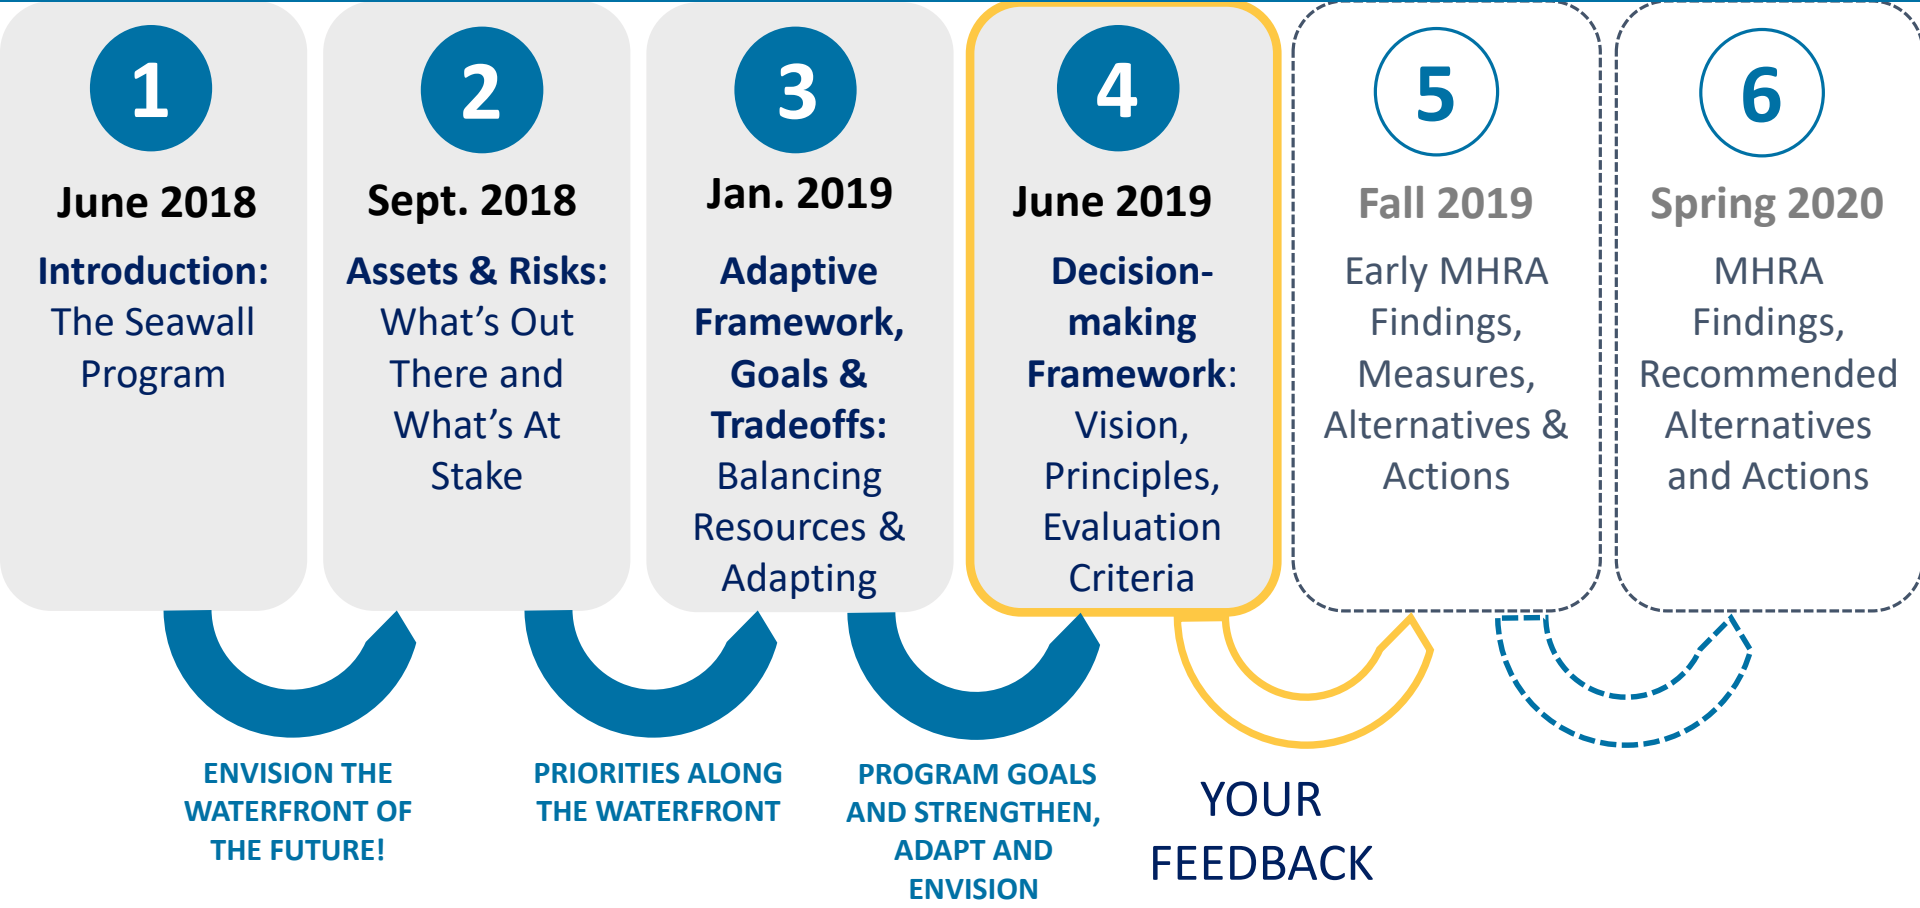 1
June 2018
Introduction:
The Seawall
Program
2
Sept. 2018
Assets & Risks:
What's Out
There and
What's At
Stake
3
Jan. 2019
Adaptive
Framework,
Goals &
Tradeoffs:
Balancing
Resources &
Adapting
4
June 2019
Decision-
making
Framework:
Vision,
Principles,
Evaluation
Criteria
5
Fall 2019
Early MHRA
Findings,
Measures,
Alternatives &
Actions
6
Spring 2020
MHRA
Findings,
Recommended
Alternatives
and Actions
ENVISION THE
WATERFRONT OF
THE FUTURE!
PRIORITIES ALONG
THE WATERFRONT
PROGRAM GOALS
AND STRENGTHEN,
ADAPT AND
ENVISION
YOUR
FEEDBACK